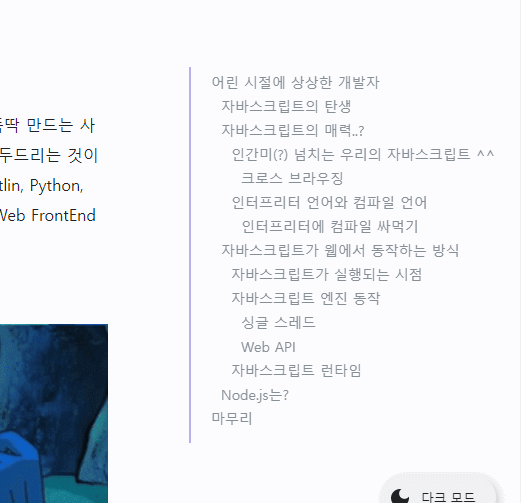 뚝딱 만드는 사
두드리는 것이
tlin, Python,
Web FrontEnd
어린 시절에 상상한 개발자
자바스크립트의 탄생
자바스크립트의 매력..?
인간미(?) 넘치는 우리의 자바스크립트 ^^
크로스 브라우징
인터프리터 언어와 컴파일 언어
인터프리터에 컴파일 싸먹기
자바스크립트가 웹에서 동작하는 방식
자바스크립트가 실행되는 시점
자바스크립트 엔진 동작
싱글 스레드
Web API
자바스크립트 런타임
Node.js는?
마무리
다크 모드